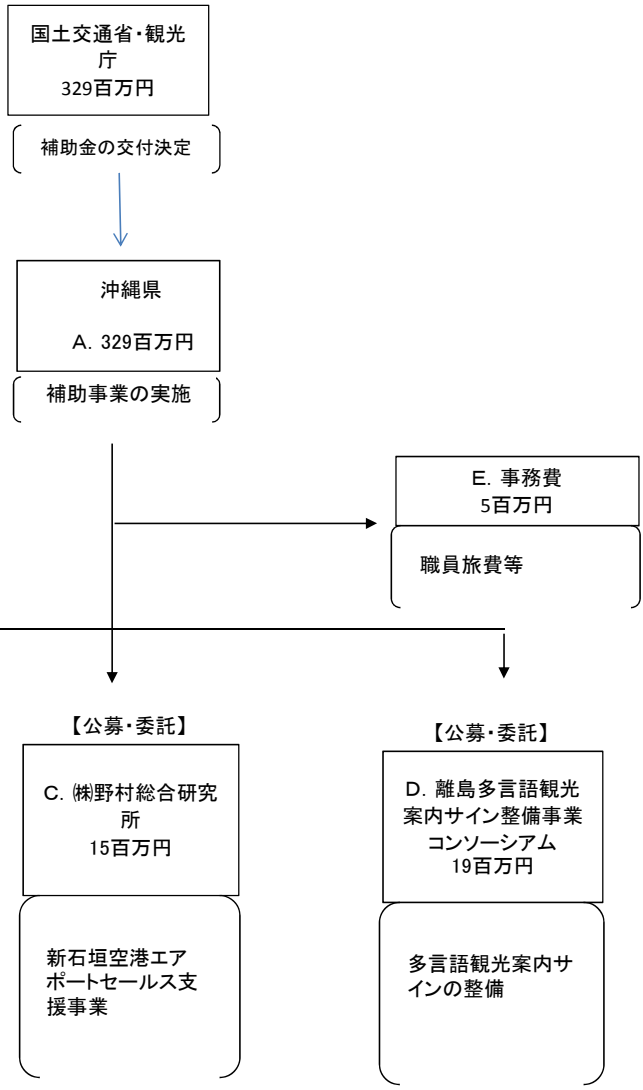 国土交通省・観光
庁
329百万円
補助金の交付決定
沖縄県
A. 329百万円
補助事業の実施
E. 事務費
5百万円
職員旅費等
【公募・委託】
C. ㈱野村総合研究
所
15百万円
新石垣空港エア
ポートセールス支
援事業
【公募・委託】
D. 離島多言語観光
案内サイン整備事業
コンソーシアム
19百万円
多言語観光案内サ
インの整備